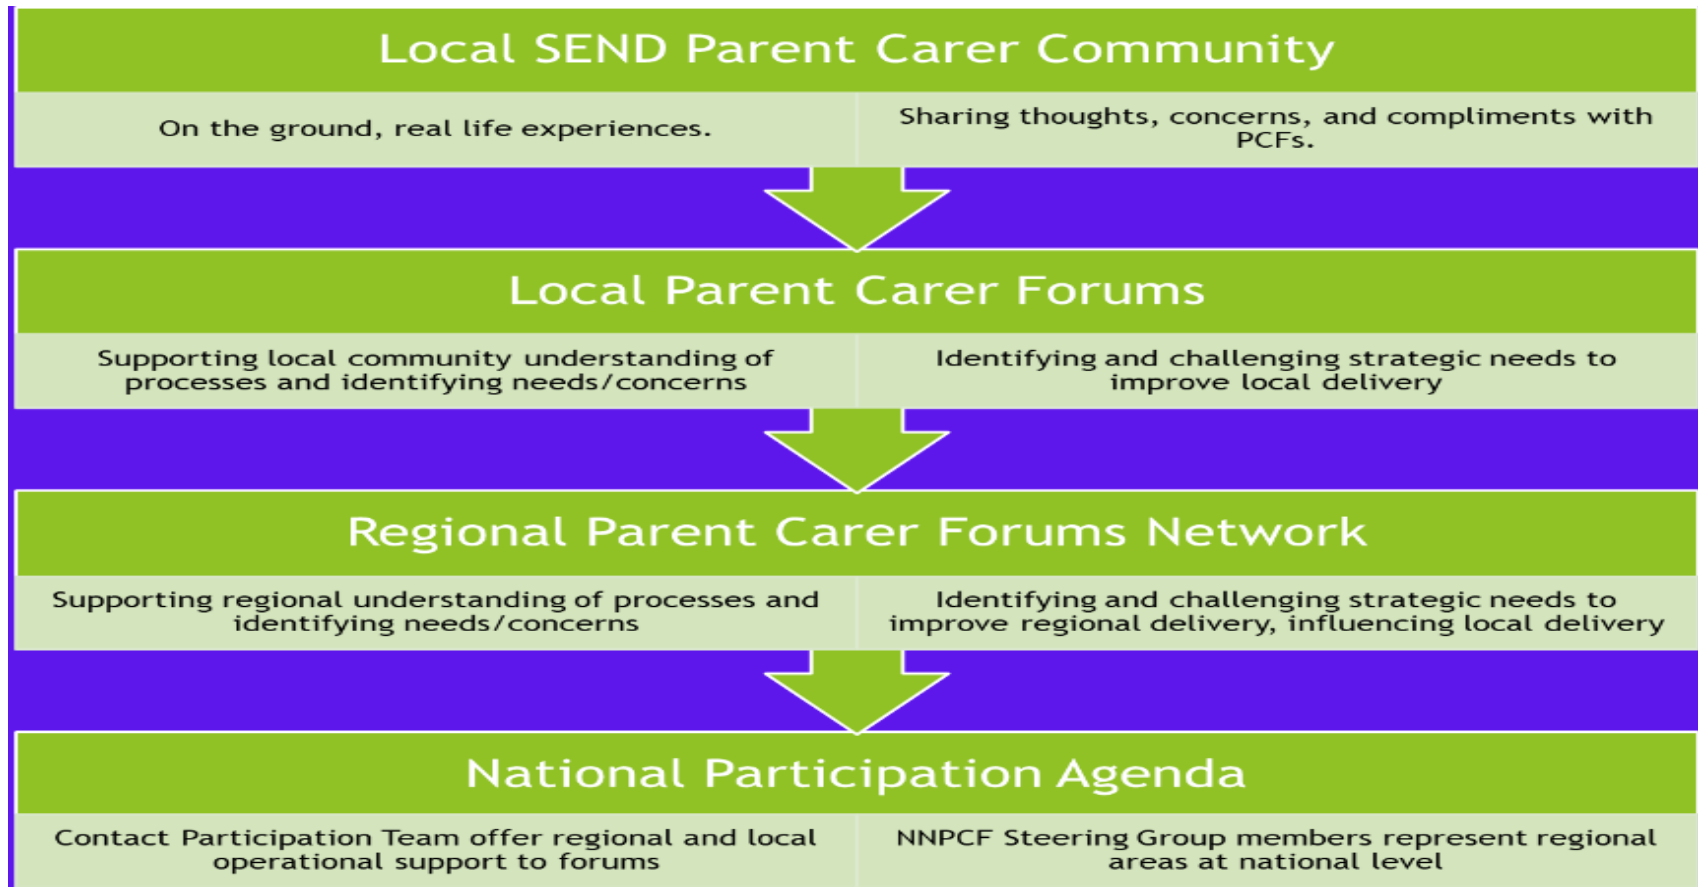 Local SEND Parent Carer Community
On the ground, real life experiences.
Sharing thoughts, concerns, and compliments with
PCFs.
Local Parent Carer Forums
Supporting local community understanding of
processes and identifying needs/concerns
Identifying and challenging strategic needs to
improve local delivery
Regional Parent Carer Forums Network
Supporting regional understanding of processes and
identifying needs/concerns
Identifying and challenging strategic needs to
improve regional delivery, influencing local delivery
National Participation Agenda
Contact Participation Team offer regional and local
operational support to forums
NNPCF Steering Group members represent regional
areas at national level